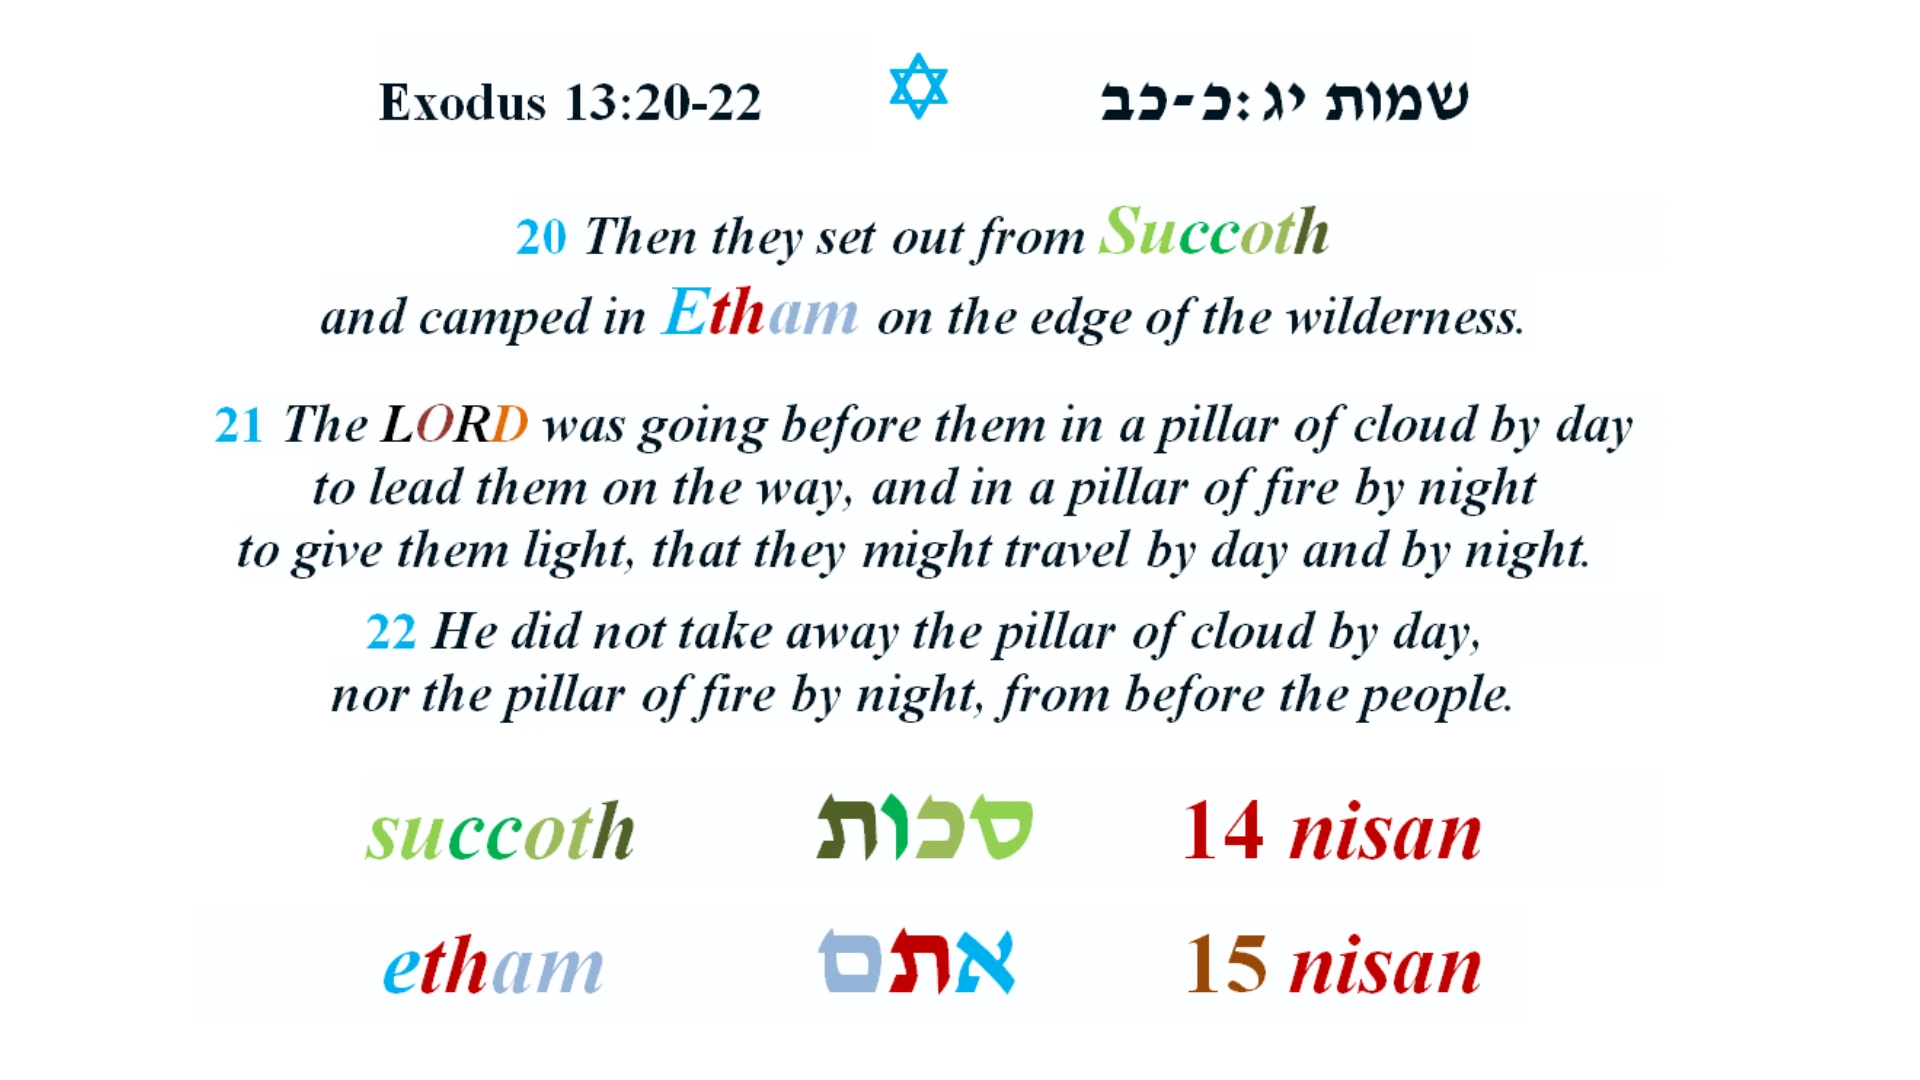 Exodus 13:20-22 ✡ שמות יג:כ-כב
20 Then they set out from Succoth
and camped in Etham on the edge of the wilderness.
21 The LORD was going before them in a pillar of cloud by day
to lead them on the way, and in a pillar of fire by night
to give them light, that they might travel by day and by night.
22 He did not take away the pillar of cloud by day,
nor the pillar of fire by night, from before the people.
succoth סכות 14 nisan
etham אתם 15 nisan